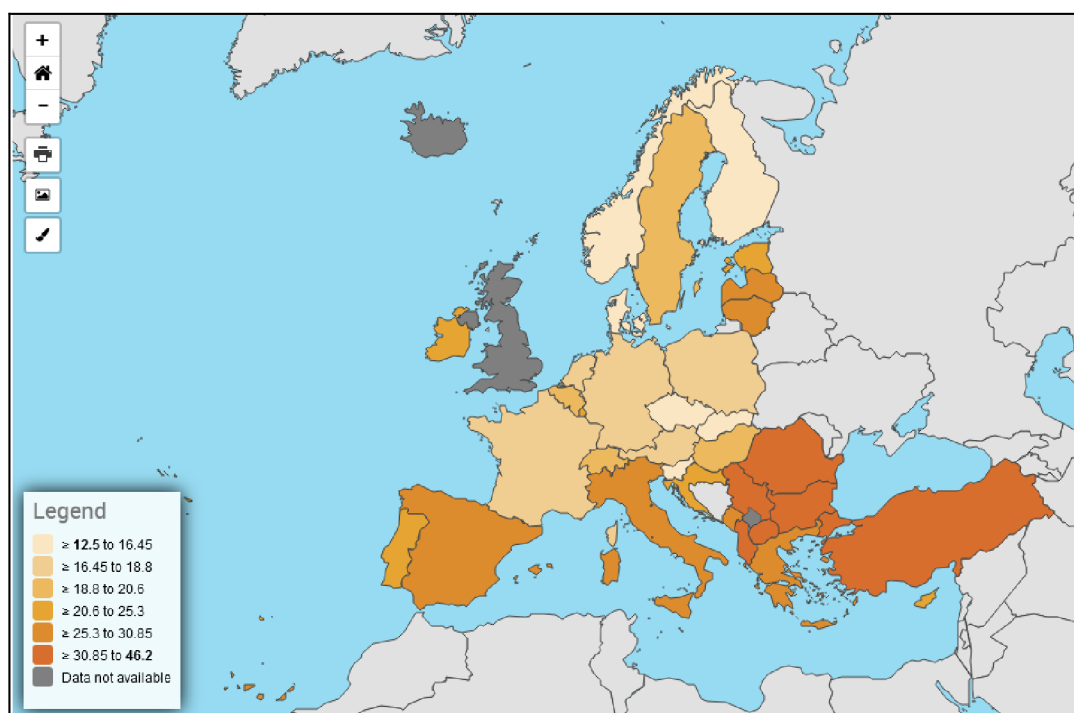 +
−
Legend
≥ 12.5 to 16.45
≥ 16.45 to 18.8
≥ 18.8 to 20.6
≥ 20.6 to 25.3
≥ 25.3 to 30.85
≥ 30.85 to 46.2
Data not available